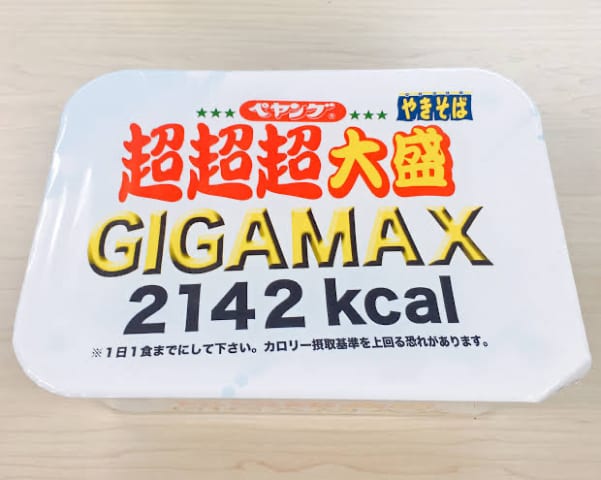 ペヤング® やきそば
超超超大盛
GIGAMAX
2142 kcal
※1日1食までにして下さい。カロリー摂取基準を上回る恐れがあります。